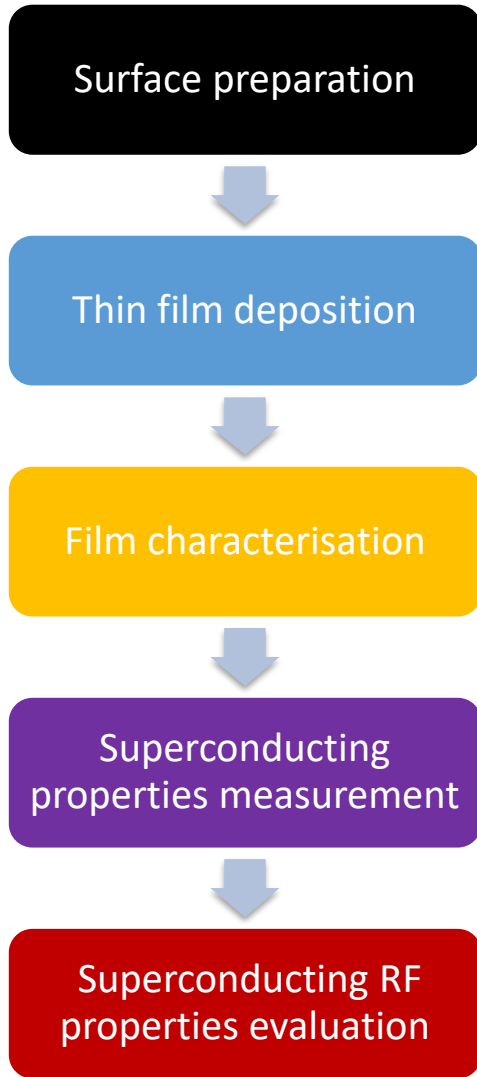 Surface preparation
Thin film deposition
Film characterisation
Superconducting
properties measurement
Superconducting RF
properties evaluation